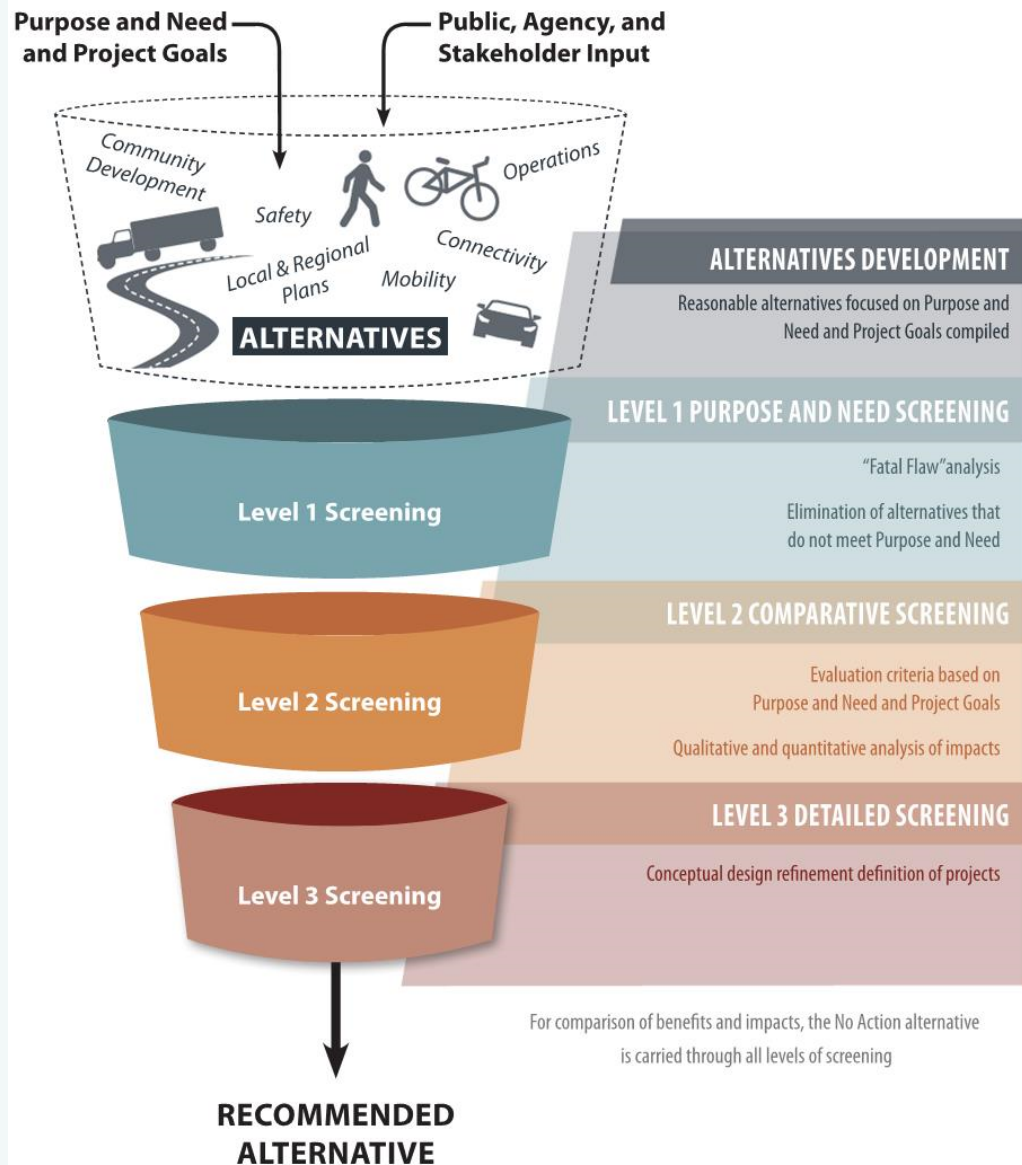 Purpose and Need
and Project Goals
Public, Agency, and
Stakeholder Input
Community
Development
Safety
Operations
Local & Regional
Plans
Mobility
Connectivity
ALTERNATIVES
ALTERNATIVES DEVELOPMENT
Reasonable alternatives focused on Purpose and
Need and Project Goals compiled
Level 1 Screening
LEVEL 1 PURPOSE AND NEED SCREENING
“Fatal Flaw”analysis
Elimination of alternatives that
do not meet Purpose and Need
Level 2 Screening
LEVEL 2 COMPARATIVE SCREENING
Evaluation criteria based on
Purpose and Need and Project Goals
Qualitative and quantitative analysis of impacts
Level 3 Screening
LEVEL 3 DETAILED SCREENING
Conceptual design refinement definition of projects
For comparison of benefits and impacts, the No Action alternative
is carried through all levels of screening
RECOMMENDED
ALTERNATIVE